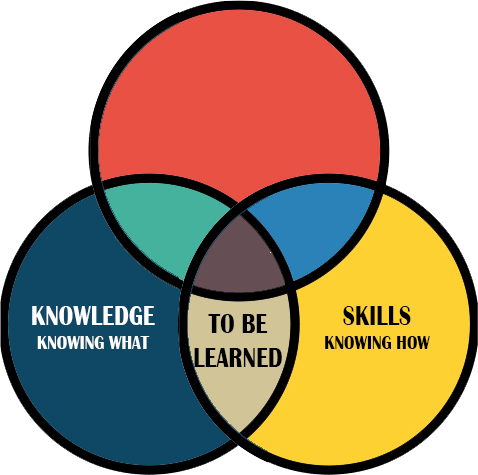 KNOWLEDGE
KNOWING WHAT
TO BE
LEARNED
SKILLS
KNOWING HOW